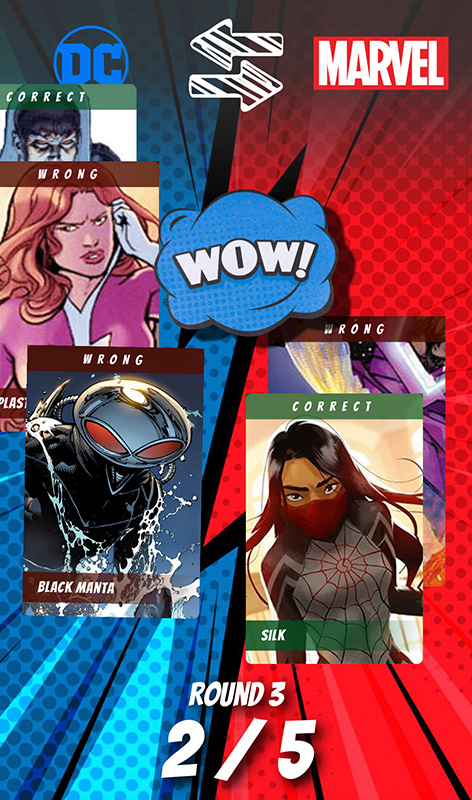 DC
MARVEL
CORRECT
WRONG
WOW!
PLAST
WRONG
WRONG
CORRECT
BLACK MANTA
SILK
ROUND 3
2 / 5